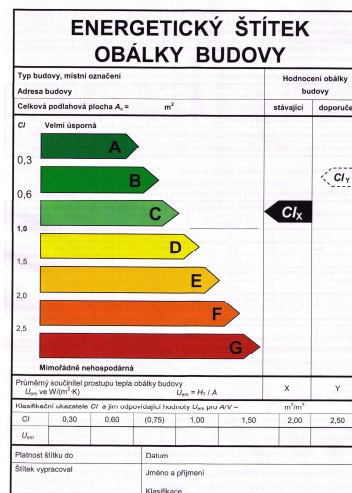 ENERGETICKÝ ŠTÍTEK
OBÁLKY BUDOVY
Typ budovy, místní označení
Adresa budovy
Hodnocení obálky
budovy
Celková podlahová plocha Ac = m²
stávající
doporuče
CI Velmi úsporná
A
0,3
B
CIY
0,6
C
CIX
1,0
D
1,5
E
2,0
F
2,5
G
Mimořádně nehospodárná
Průměrný součinitel prostupu tepla obálky budovy
Uem ve W/(m²·K) Uem = HT / A
X
Y
Klasifikační ukazatele CI a jim odpovídající hodnoty Uem pro A/V = m²/m³
CI 0,30 0,60 (0,75) 1,00 1,50 2,00 2,50
Uem
Platnost štítku do
Datum
Štítek vypracoval
Jméno a příjmení
Klasifikace